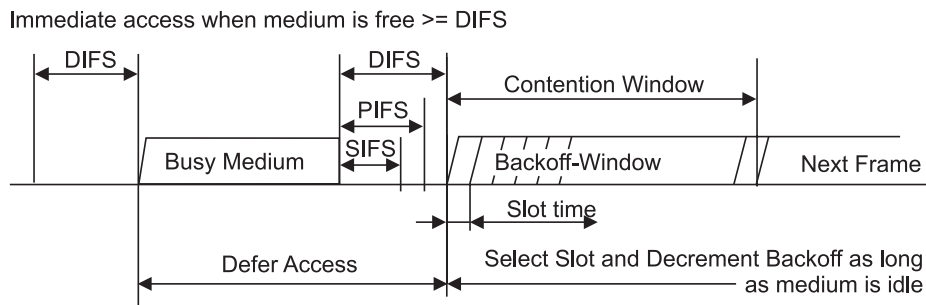 Immediate access when medium is free >= DIFS
DIFS
DIFS
Contention Window
PIFS
SIFS
Busy Medium
Backoff-Window
Next Frame
Slot time
Defer Access
Select Slot and Decrement Backoff as long
as medium is idle